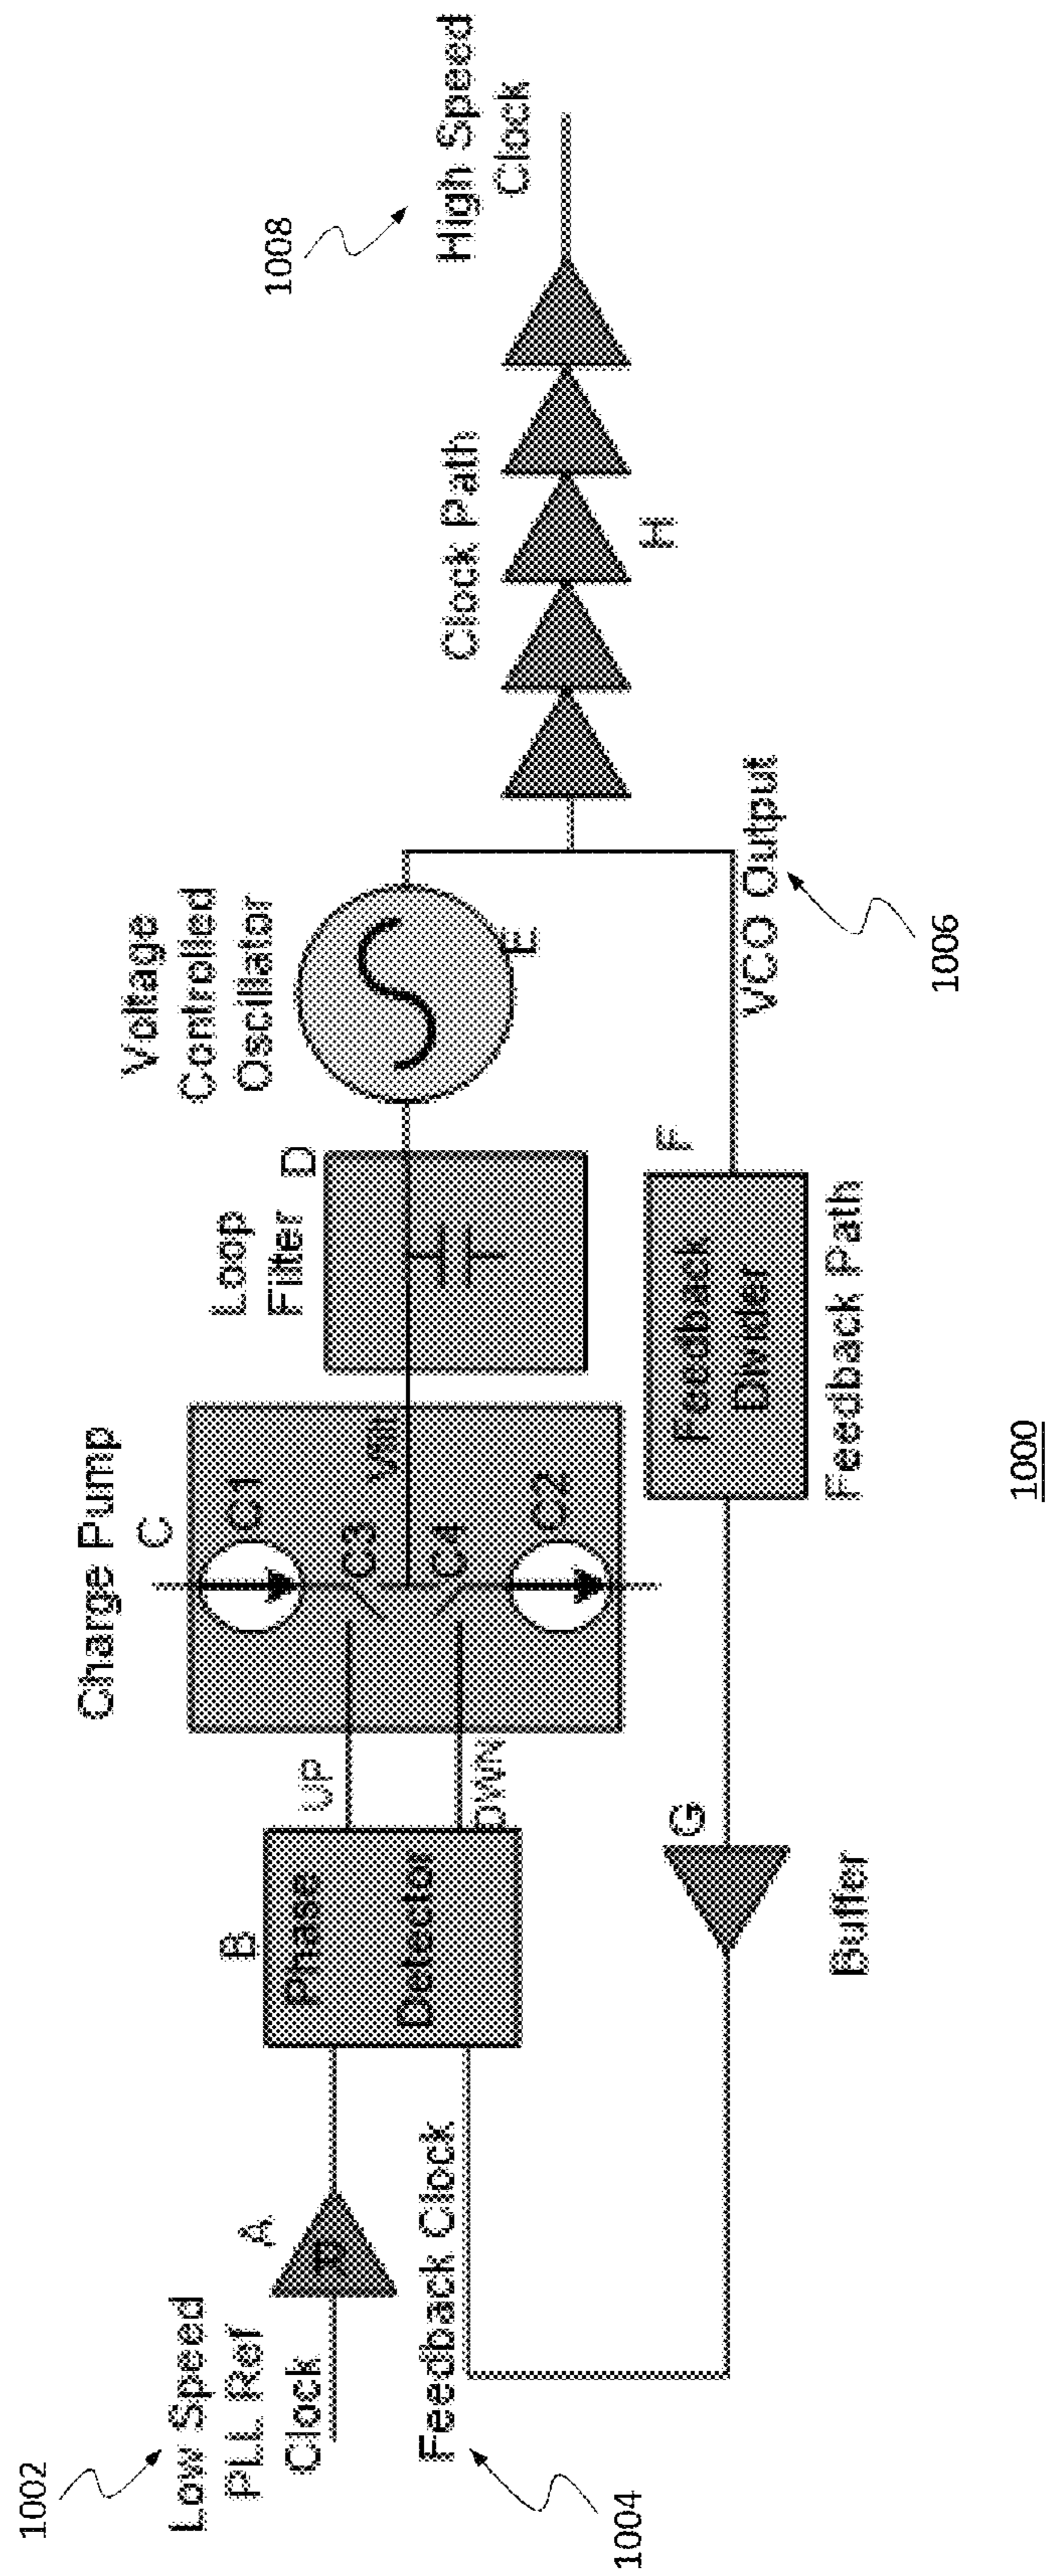 1002
Low Speed
PLL Ref
Clock
A
1004
Feedback Clock
B
Phase
Detector
UP
DWN
Charge Pump
C
C1
C3
C4
C2
Loop
Filter
D
Voltage
Controlled
Oscillator
E
VCO Output
1006
Clock Path
H
1008
High Speed
Clock
F
Feedback
Divider
Feedback Path
G
Buffer
1000